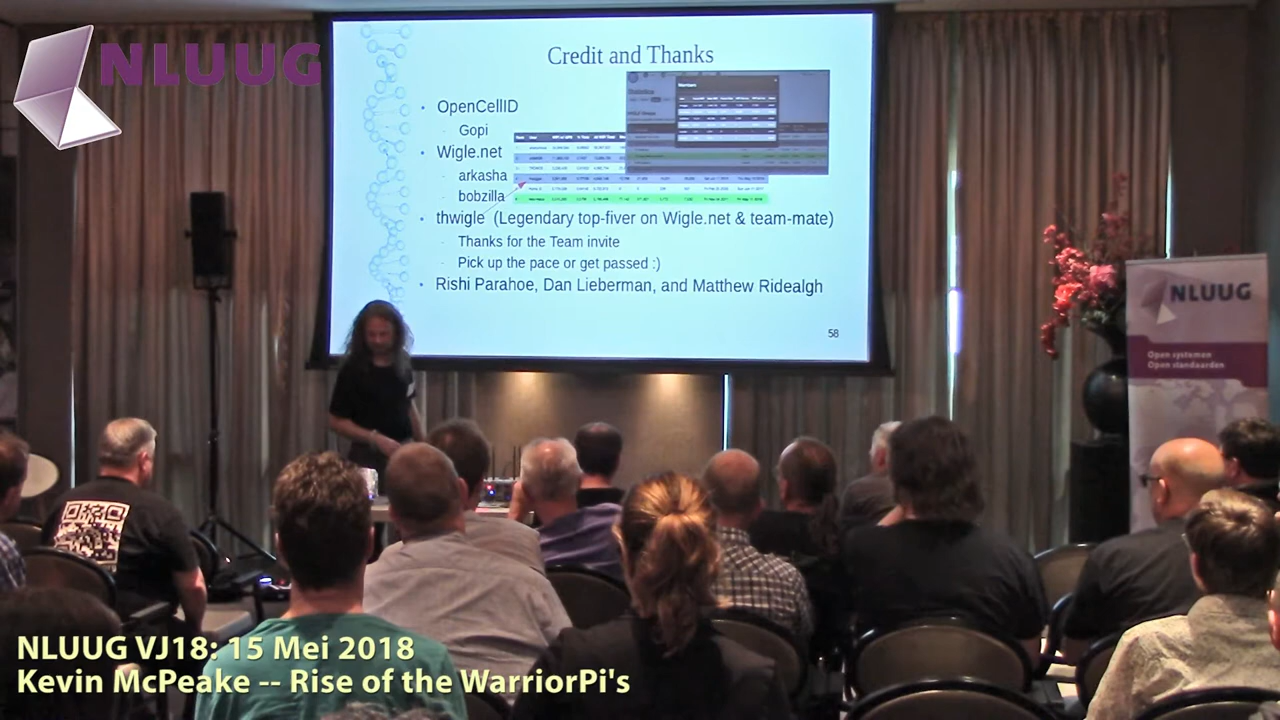 NLUUG
Credit and Thanks
OpenCellID
Gopi
Wigle.net
arkasha
bobzilla
thwigle (Legendary top-fiver on Wigle.net & team-mate)
Thanks for the Team invite
Pick up the pace or get passed :)
Rishi Parahoe, Dan Lieberman, and Matthew Ridealgh
58
NLUUG
Open systemen
Open standaarden
NLUUG VJ18: 15 Mei 2018
Kevin McPeake -- Rise of the WarriorPi's